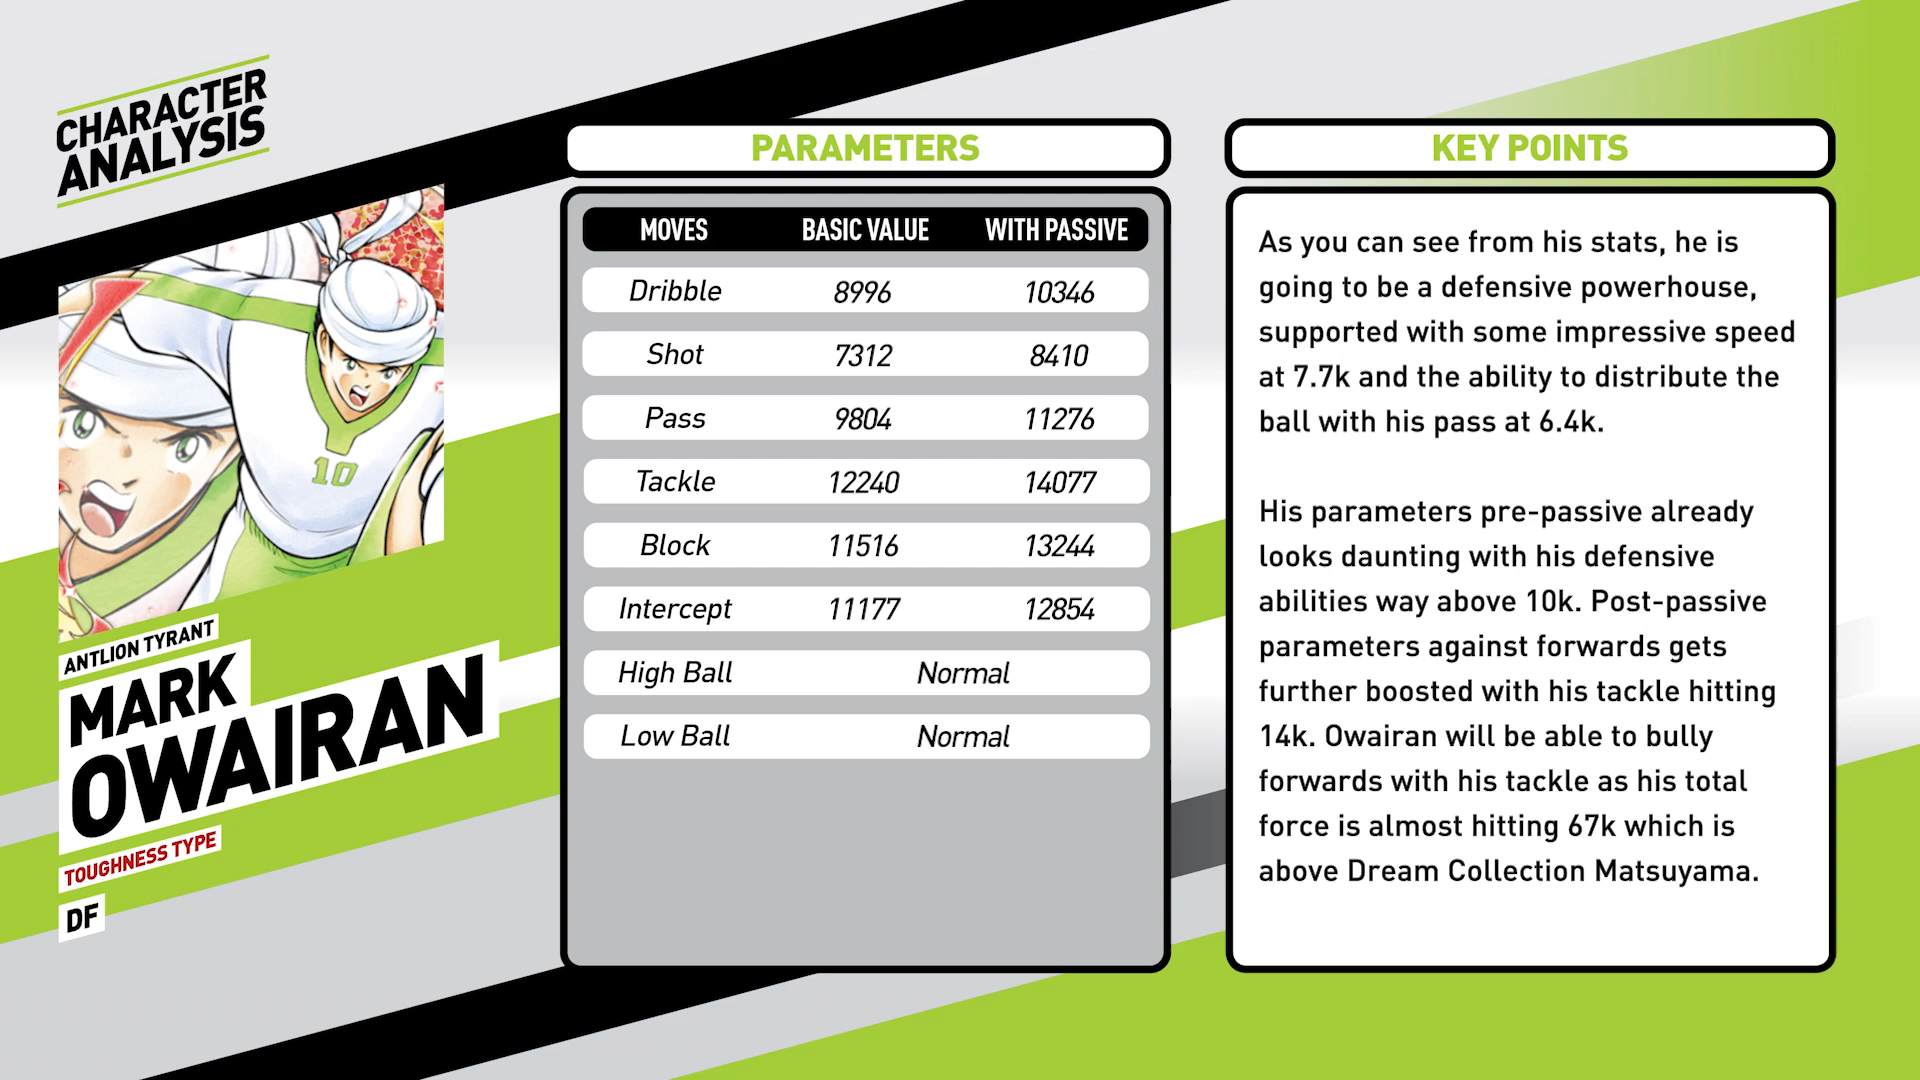 CHARACTER
ANALYSIS
10
ANTLION TYRANT
MARK
OWAIRAN
TOUGHNESS TYPE
DF
PARAMETERS
MOVES BASIC VALUE WITH PASSIVE
Dribble 8996 10346
Shot 7312 8410
Pass 9804 11276
Tackle 12240 14077
Block 11516 13244
Intercept 11177 12854
High Ball Normal
Low Ball Normal
KEY POINTS
As you can see from his stats, he is
going to be a defensive powerhouse,
supported with some impressive speed
at 7.7k and the ability to distribute the
ball with his pass at 6.4k.
His parameters pre-passive already
looks daunting with his defensive
abilities way above 10k. Post-passive
parameters against forwards gets
further boosted with his tackle hitting
14k. Owairan will be able to bully
forwards with his tackle as his total
force is almost hitting 67k which is
above Dream Collection Matsuyama.